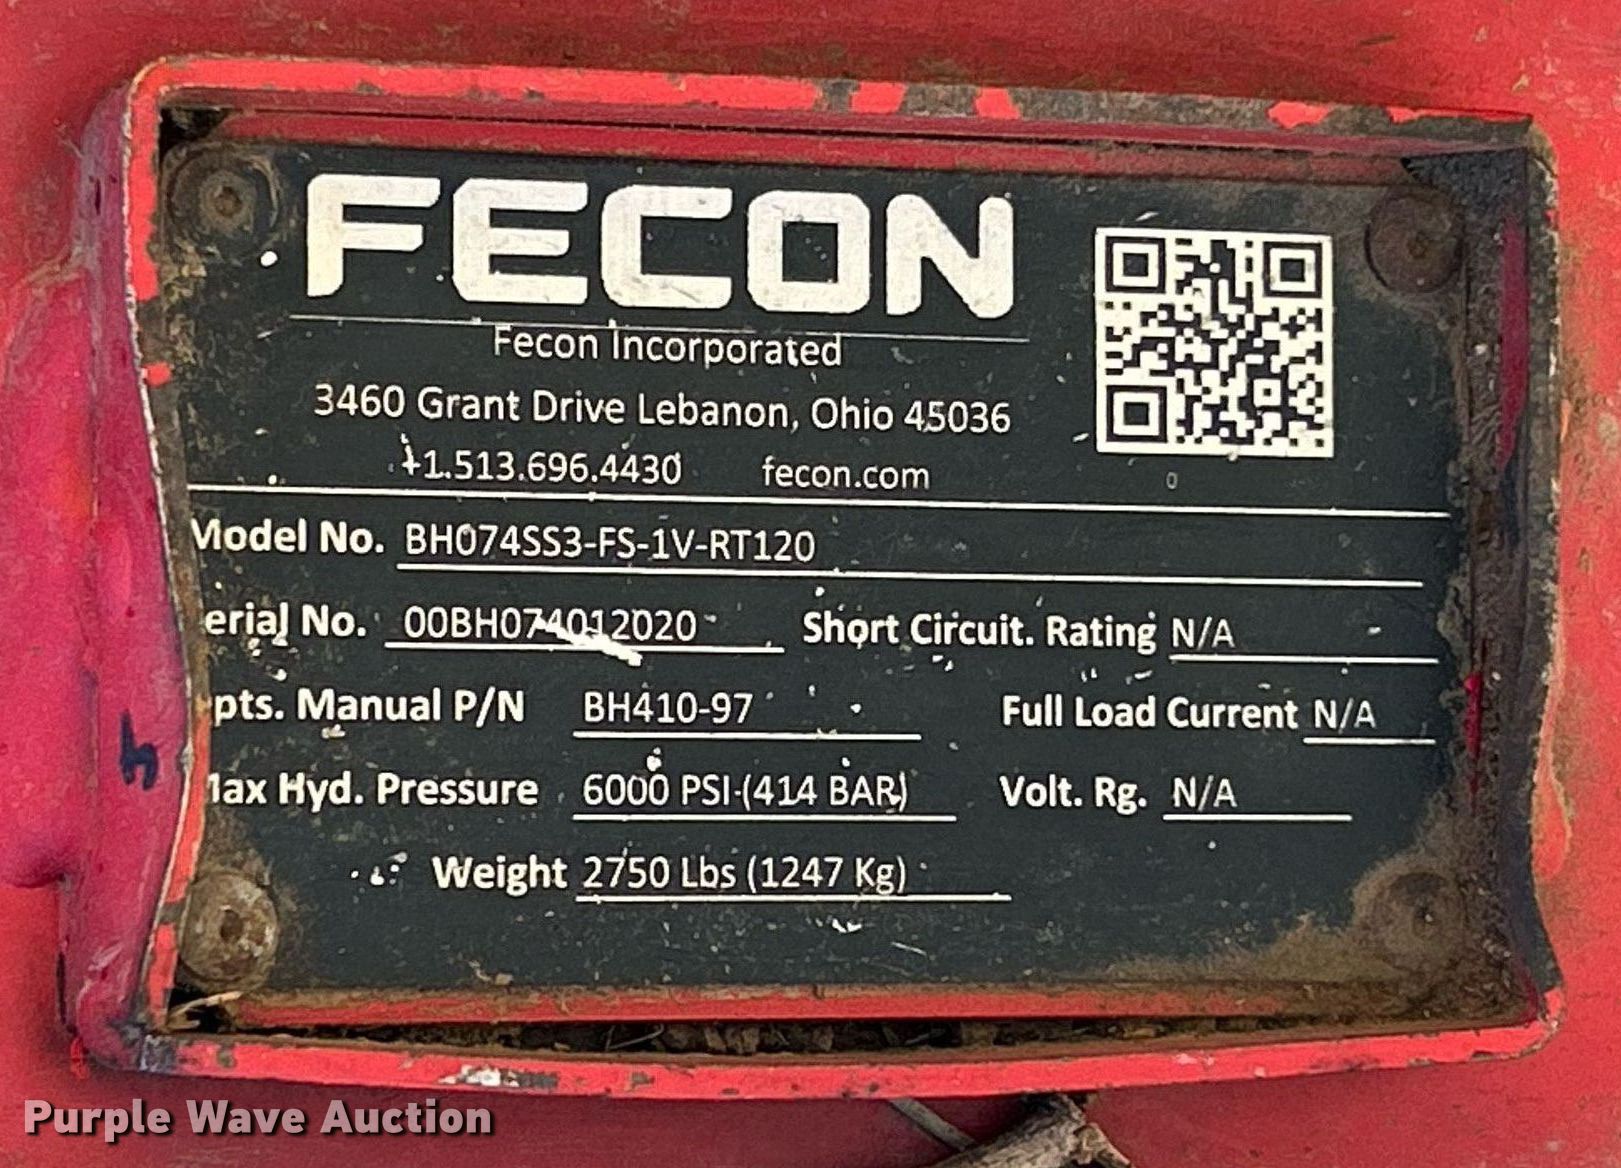 FECON
Fecon Incorporated
3460 Grant Drive Lebanon, Ohio 45036
+1.513.696.4430 fecon.com
Model No. BH074SS3-FS-1V-RT120
erial No. 00BH074012020 Short Circuit. Rating N/A
pts. Manual P/N BH410-97 Full Load Current N/A
Max Hyd. Pressure 6000 PSI (414 BAR) Volt. Rg. N/A
Weight 2750 Lbs (1247 Kg)
Purple Wave Auction